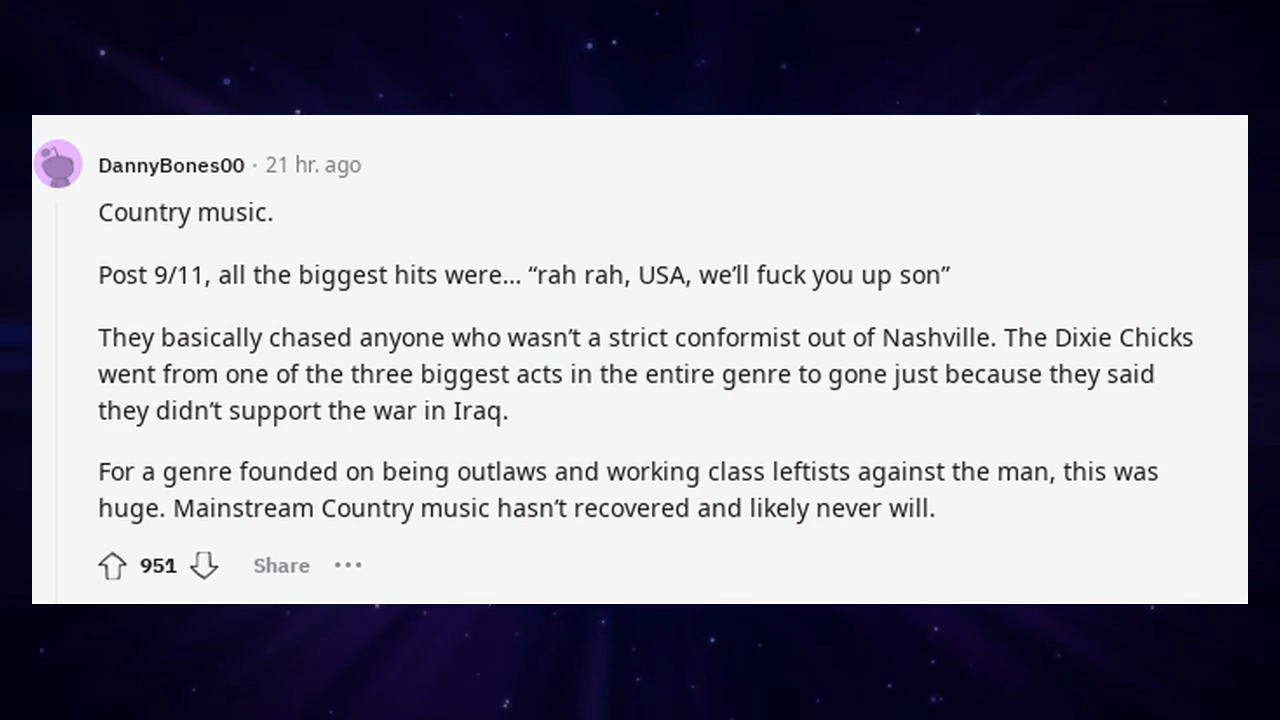 DannyBones00 · 21 hr. ago
Country music.
Post 9/11, all the biggest hits were... “rah rah, USA, we’ll fuck you up son”
They basically chased anyone who wasn’t a strict conformist out of Nashville. The Dixie Chicks
went from one of the three biggest acts in the entire genre to gone just because they said
they didn’t support the war in Iraq.
For a genre founded on being outlaws and working class leftists against the man, this was
huge. Mainstream Country music hasn’t recovered and likely never will.
951 Share •••